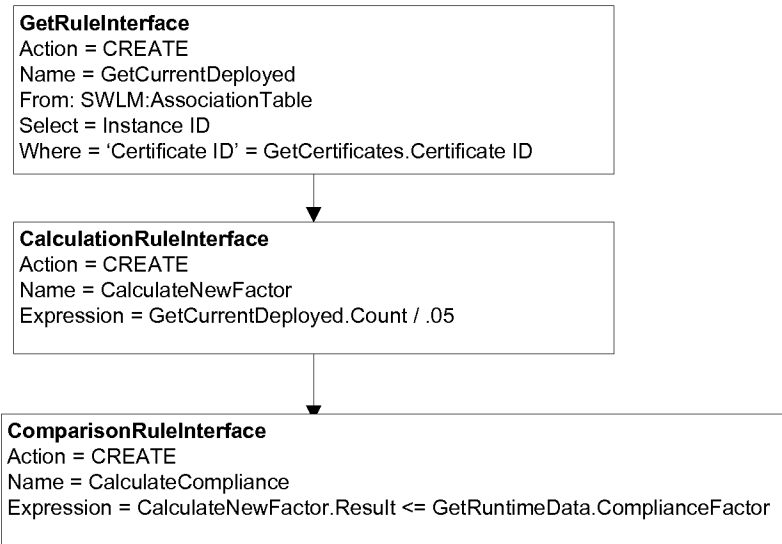 GetRuleInterface
Action = CREATE
Name = GetCurrentDeployed
From: SWLM:AssociationTable
Select = Instance ID
Where = ‘Certificate ID’ = GetCertificates.Certificate ID
CalculationRuleInterface
Action = CREATE
Name = CalculateNewFactor
Expression = GetCurrentDeployed.Count / .05
ComparisonRuleInterface
Action = CREATE
Name = CalculateCompliance
Expression = CalculateNewFactor.Result <= GetRuntimeData.ComplianceFactor